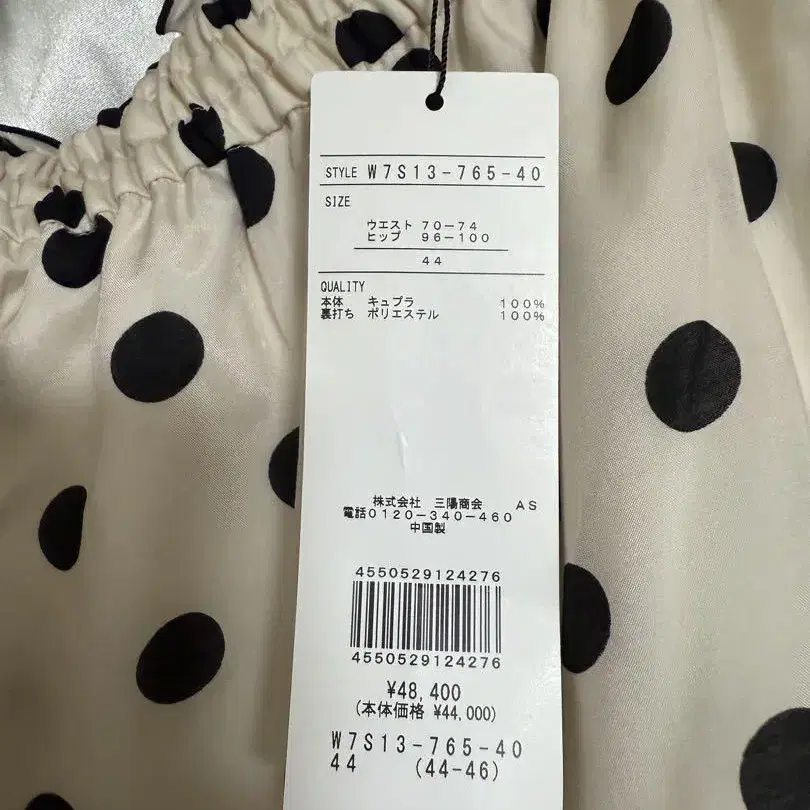 STYLE W7S13-765-40
SIZE
ウエスト 70-74
ヒップ 96-100
44
QUALITY
本体 キュプラ 100%
裏打ち ポリエステル 100%
株式会社 三陽商会 AS
電話0120-340-460
中国製
4550529124276
4550529124276
¥48,400
(本体価格 ¥44,000)
W7S13-765-40
44 (44-46)